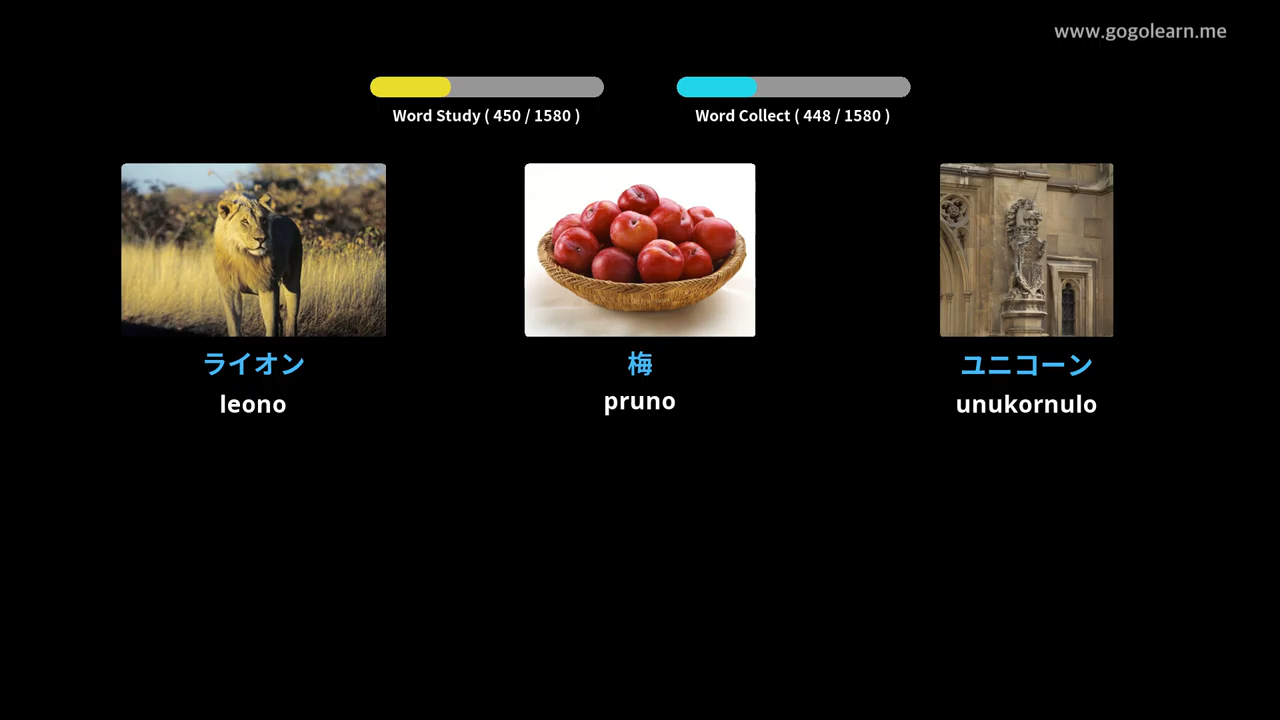 www.gogolearn.me
Word Study ( 450 / 1580 )
Word Collect ( 448 / 1580 )
ライオン
leono
梅
pruno
ユニコーン
unukornulo